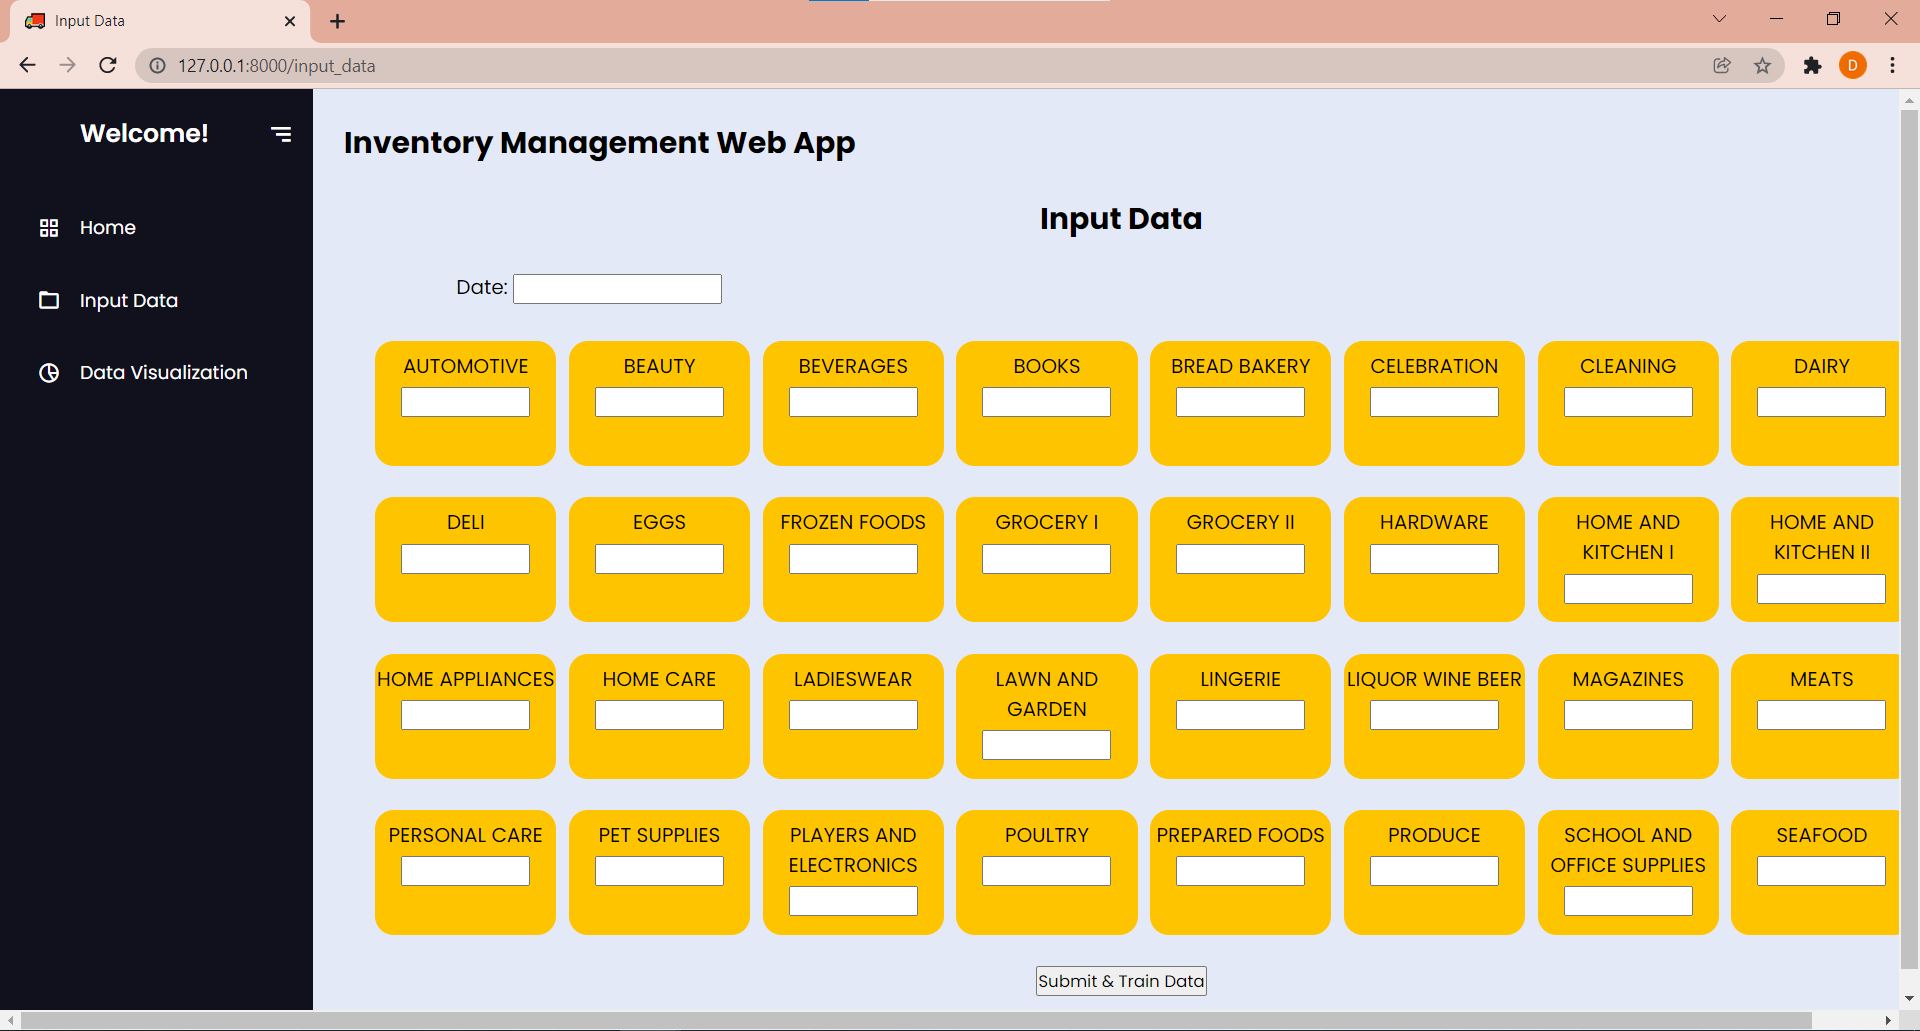 Input Data
127.0.0.1:8000/input_data
D
Welcome!
Home
Input Data
Data Visualization
Inventory Management Web App
Input Data
Date:
AUTOMOTIVE BEAUTY BEVERAGES BOOKS BREAD BAKERY CELEBRATION CLEANING DAIRY
DELI EGGS FROZEN FOODS GROCERY I GROCERY II HARDWARE HOME AND HOME AND
KITCHEN I KITCHEN II
HOME APPLIANCES HOME CARE LADIESWEAR LAWN AND LINGERIE LIQUOR WINE BEER MAGAZINES MEATS
GARDEN
PERSONAL CARE PET SUPPLIES PLAYERS AND POULTRY PREPARED FOODS PRODUCE SCHOOL AND SEAFOOD
ELECTRONICS OFFICE SUPPLIES
Submit & Train Data